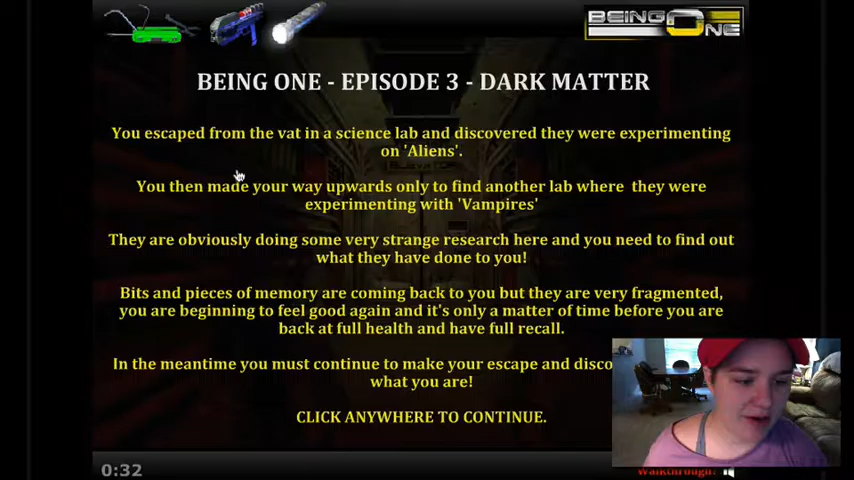 BEING ONE
BEING ONE - EPISODE 3 - DARK MATTER
You escaped from the vat in a science lab and discovered they were experimenting
on 'Aliens'.
You then made your way upwards only to find another lab where they were
experimenting with 'Vampires'
They are obviously doing some very strange research here and you need to find out
what they have done to you!
Bits and pieces of memory are coming back to you but they are very fragmented,
you are beginning to feel good again and it's only a matter of time before you are
back at full health and have full recall.
In the meantime you must continue to make your escape and
what you are!
CLICK ANYWHERE TO CONTINUE.
0:32
Walkthrough: